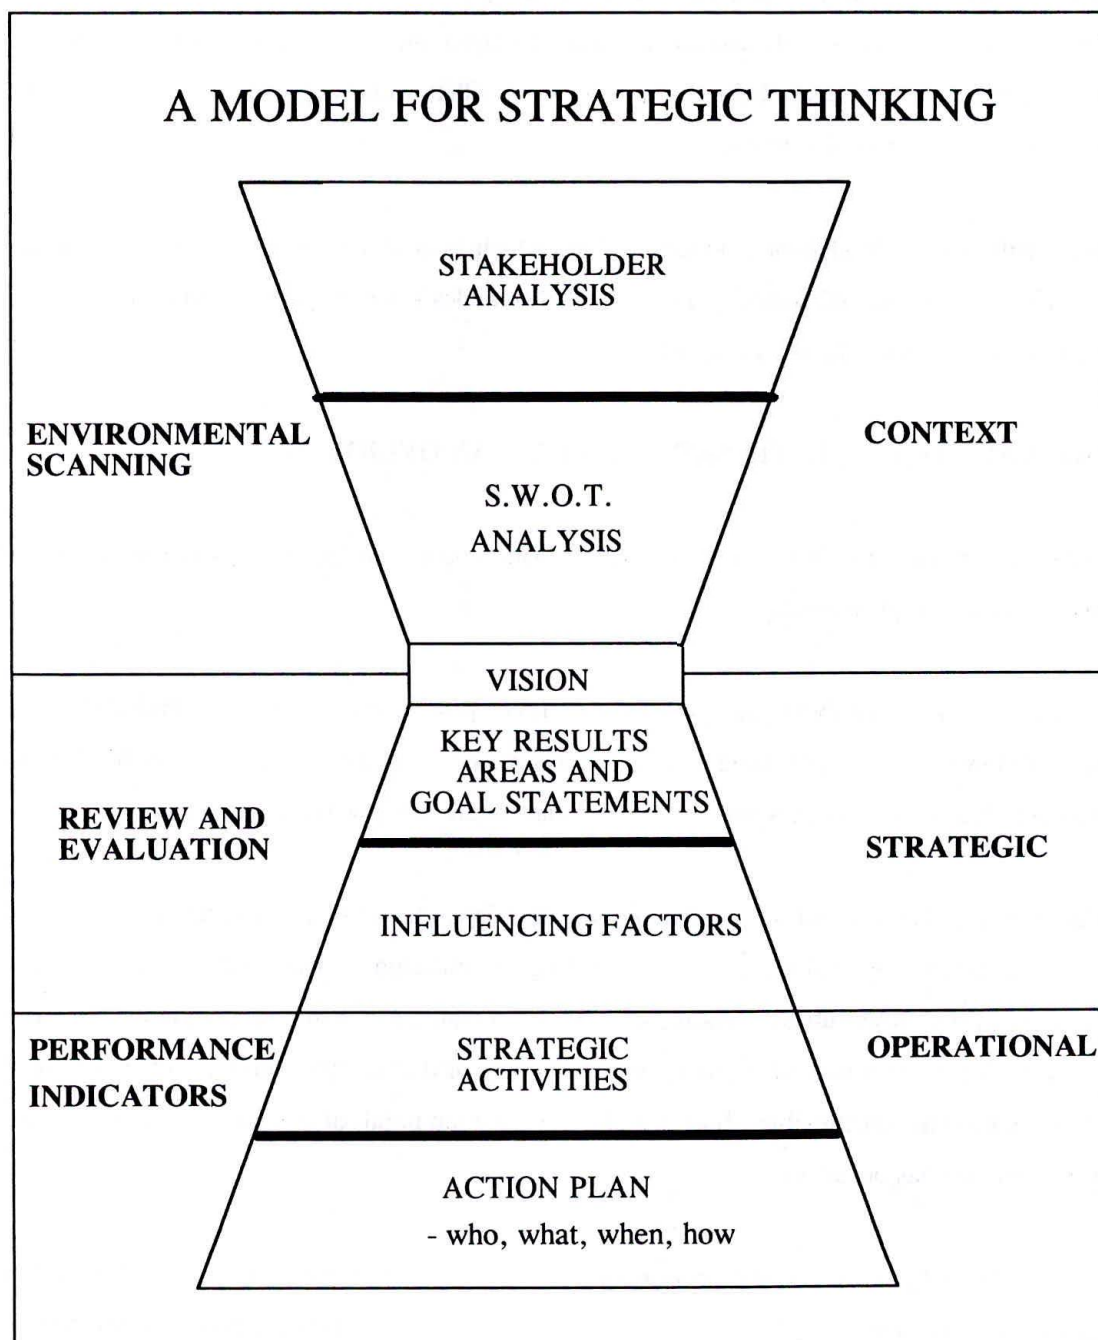 A MODEL FOR STRATEGIC THINKING
STAKEHOLDER
ANALYSIS
ENVIRONMENTAL
SCANNING
CONTEXT
S.W.O.T.
ANALYSIS
VISION
KEY RESULTS
AREAS AND
GOAL STATEMENTS
REVIEW AND
EVALUATION
STRATEGIC
INFLUENCING FACTORS
PERFORMANCE
INDICATORS
STRATEGIC
ACTIVITIES
OPERATIONAL
ACTION PLAN
- who, what, when, how